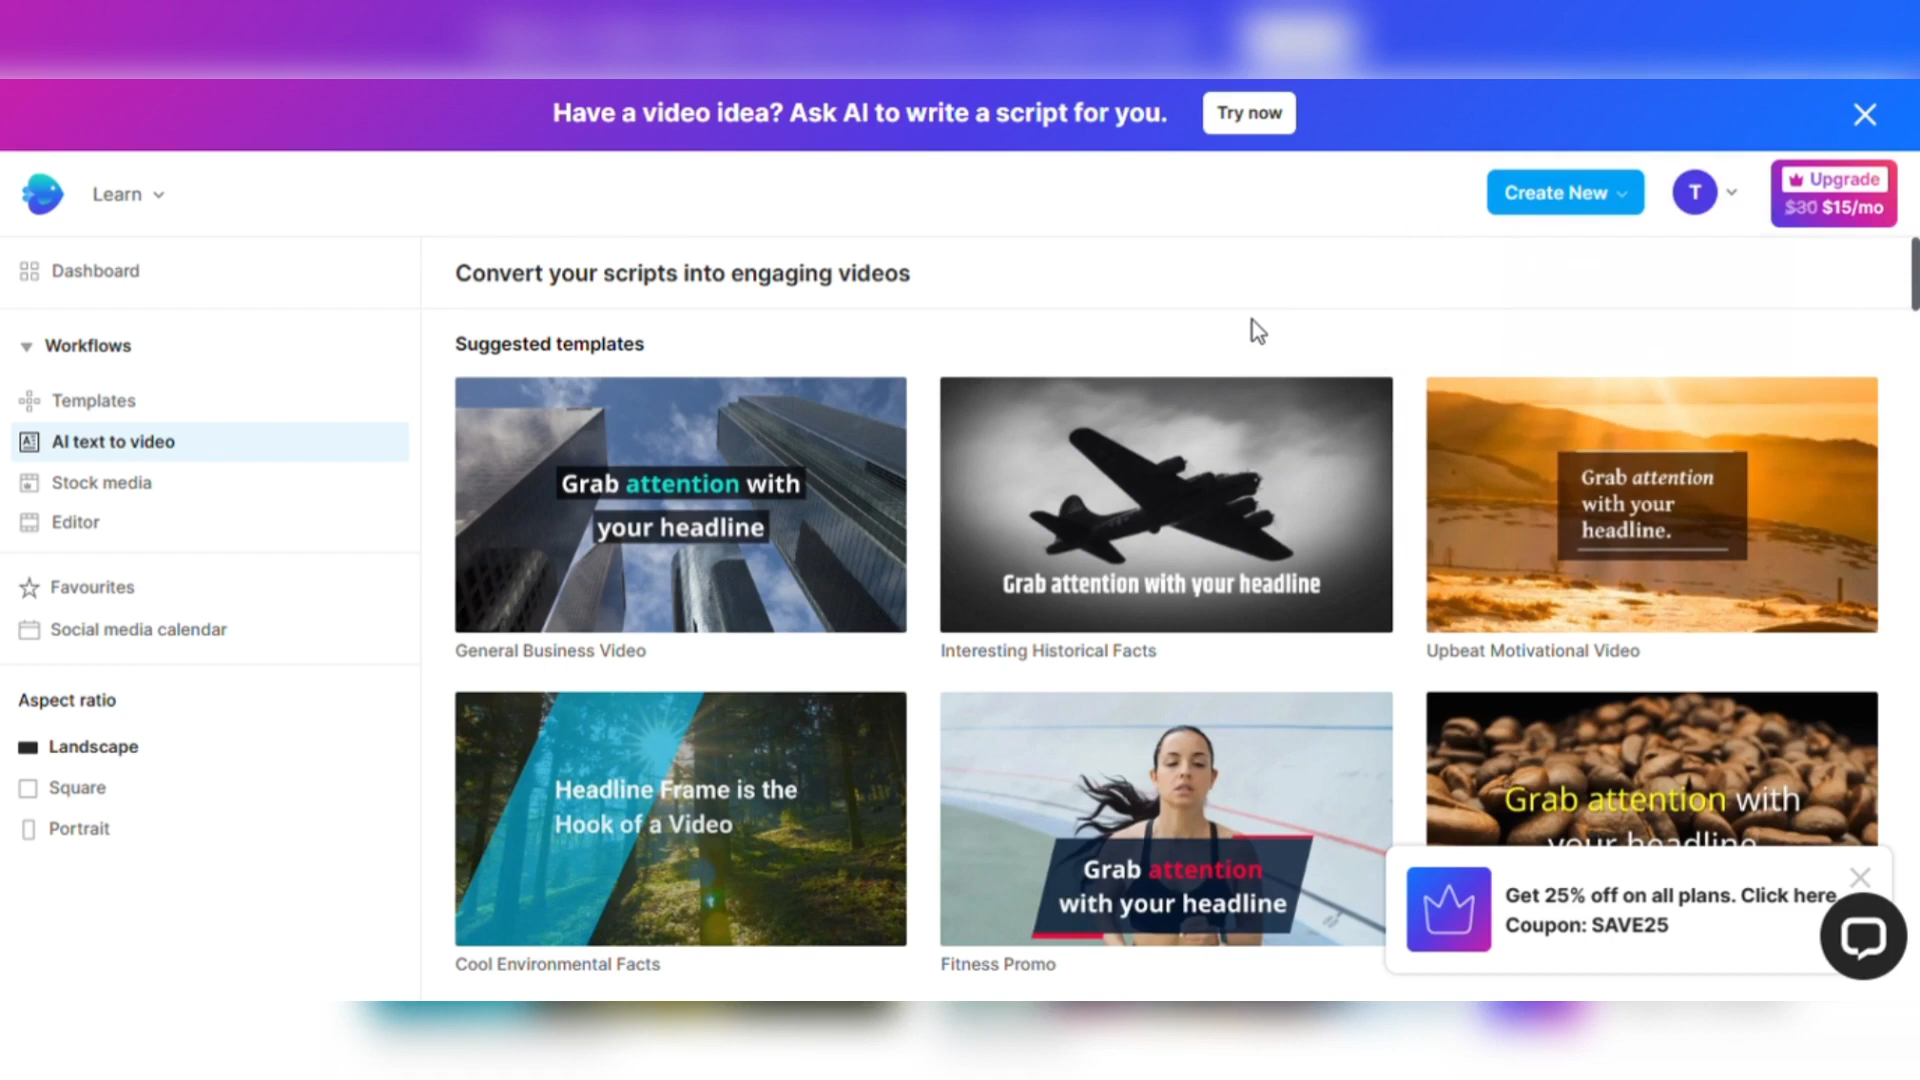 Have a video idea? Ask AI to write a script for you.
Try now
Learn
Create New
T
Upgrade
$30 $15/mo
Dashboard
Convert your scripts into engaging videos
Workflows
Suggested templates
Templates
AI text to video
Stock media
Editor
Favourites
Social media calendar
Aspect ratio
Landscape
Square
Portrait
Grab attention with
your headline
General Business Video
Grab attention with your headline
Interesting Historical Facts
Grab attention
with your
headline.
Upbeat Motivational Video
Headline Frame is the
Hook of a Video
Cool Environmental Facts
Grab attention
with your headline
Fitness Promo
Grab attention with
your headline
Get 25% off on all plans. Click here
Coupon: SAVE25